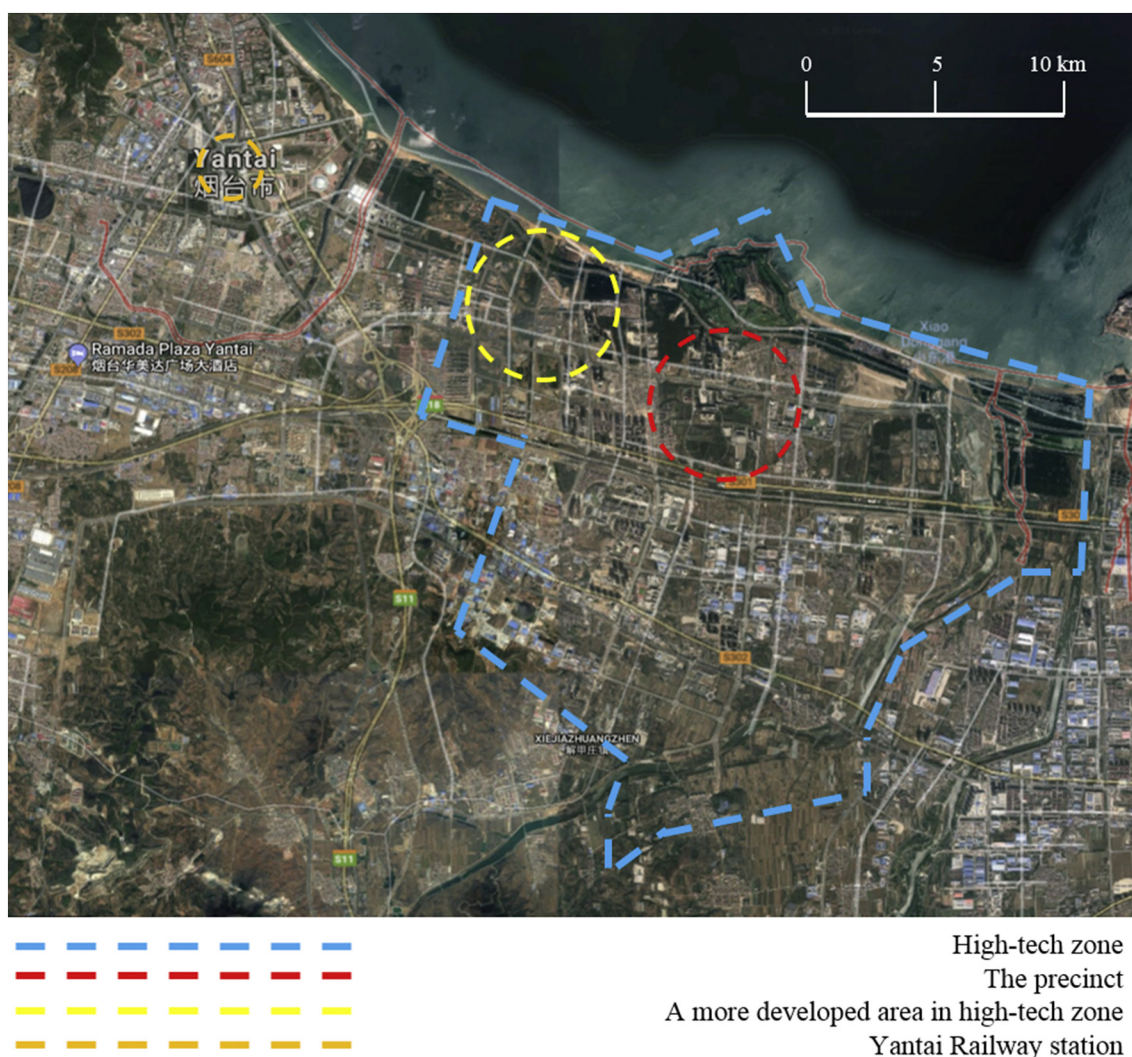 0 5 10 km
S604
Yantai
烟台市
S302
Ramada Plaza Yantai
烟台华美达广场大酒店
Xiao
S11
S302
XIEJIAZHUANGZHEN
解甲庄镇
S11
High-tech zone
The precinct
A more developed area in high-tech zone
Yantai Railway station